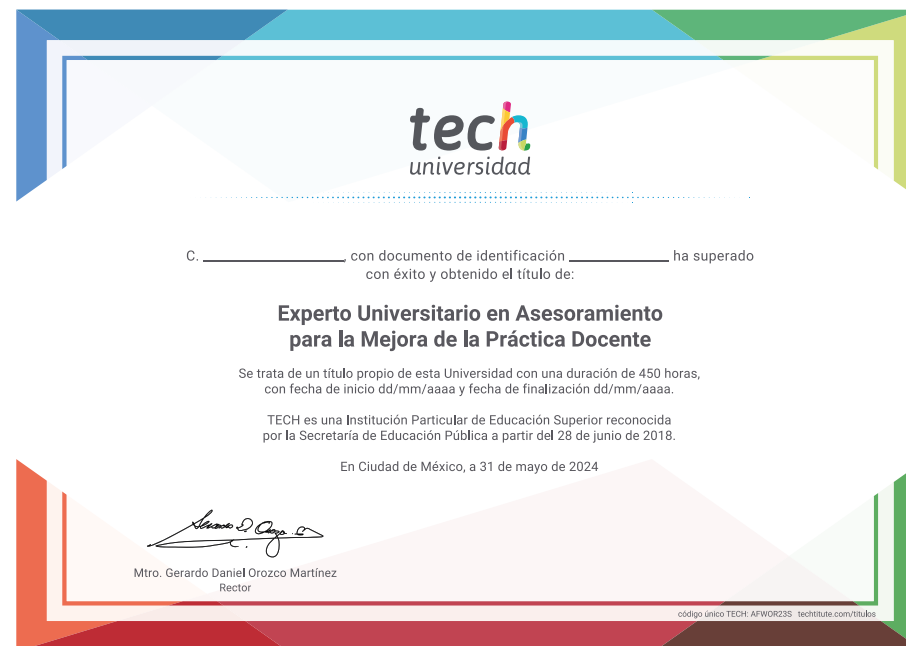 tech
universidad
C. ____________, con documento de identificación ____________ ha superado
con éxito y obtenido el título de:
Experto Universitario en Asesoramiento
para la Mejora de la Práctica Docente
Se trata de un título propio de esta Universidad con una duración de 450 horas,
con fecha de inicio dd/mm/aaaa y fecha de finalización dd/mm/aaaa.
TECH es una Institución Particular de Educación Superior reconocida
por la Secretaría de Educación Pública a partir del 28 de junio de 2018.
En Ciudad de México, a 31 de mayo de 2024
Mtro. Gerardo Daniel Orozco Martínez
Rector
código único TECH: AFWOR23S techtitute.com/titulos